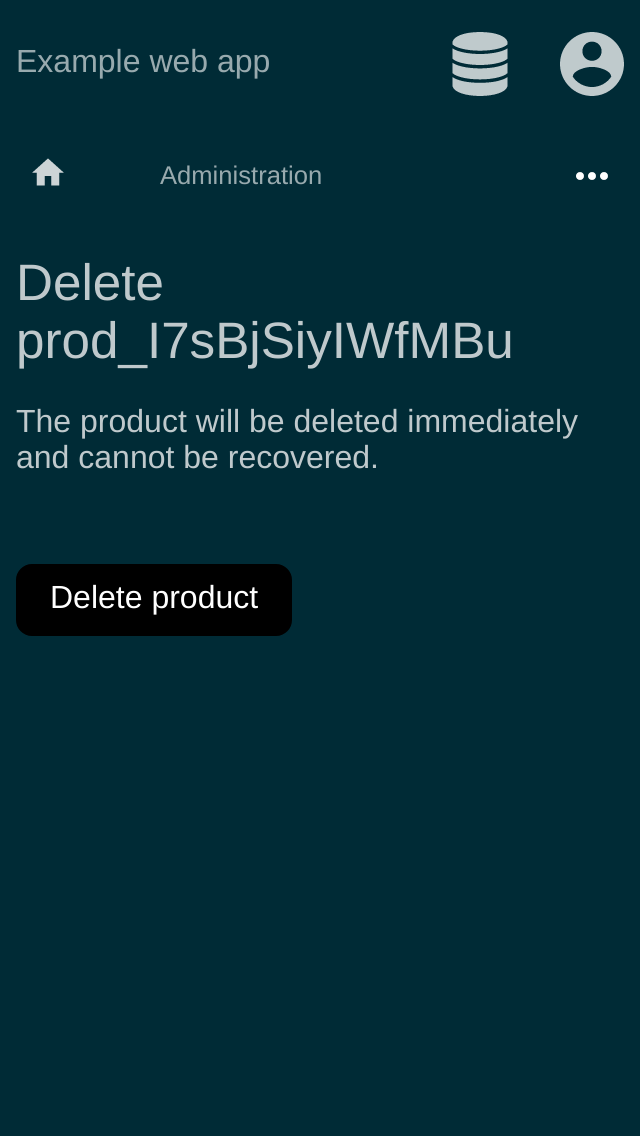 Example web app
Administration
Delete
prod_I7sBjSiyIWfMBu
The product will be deleted immediately
and cannot be recovered.
Delete product